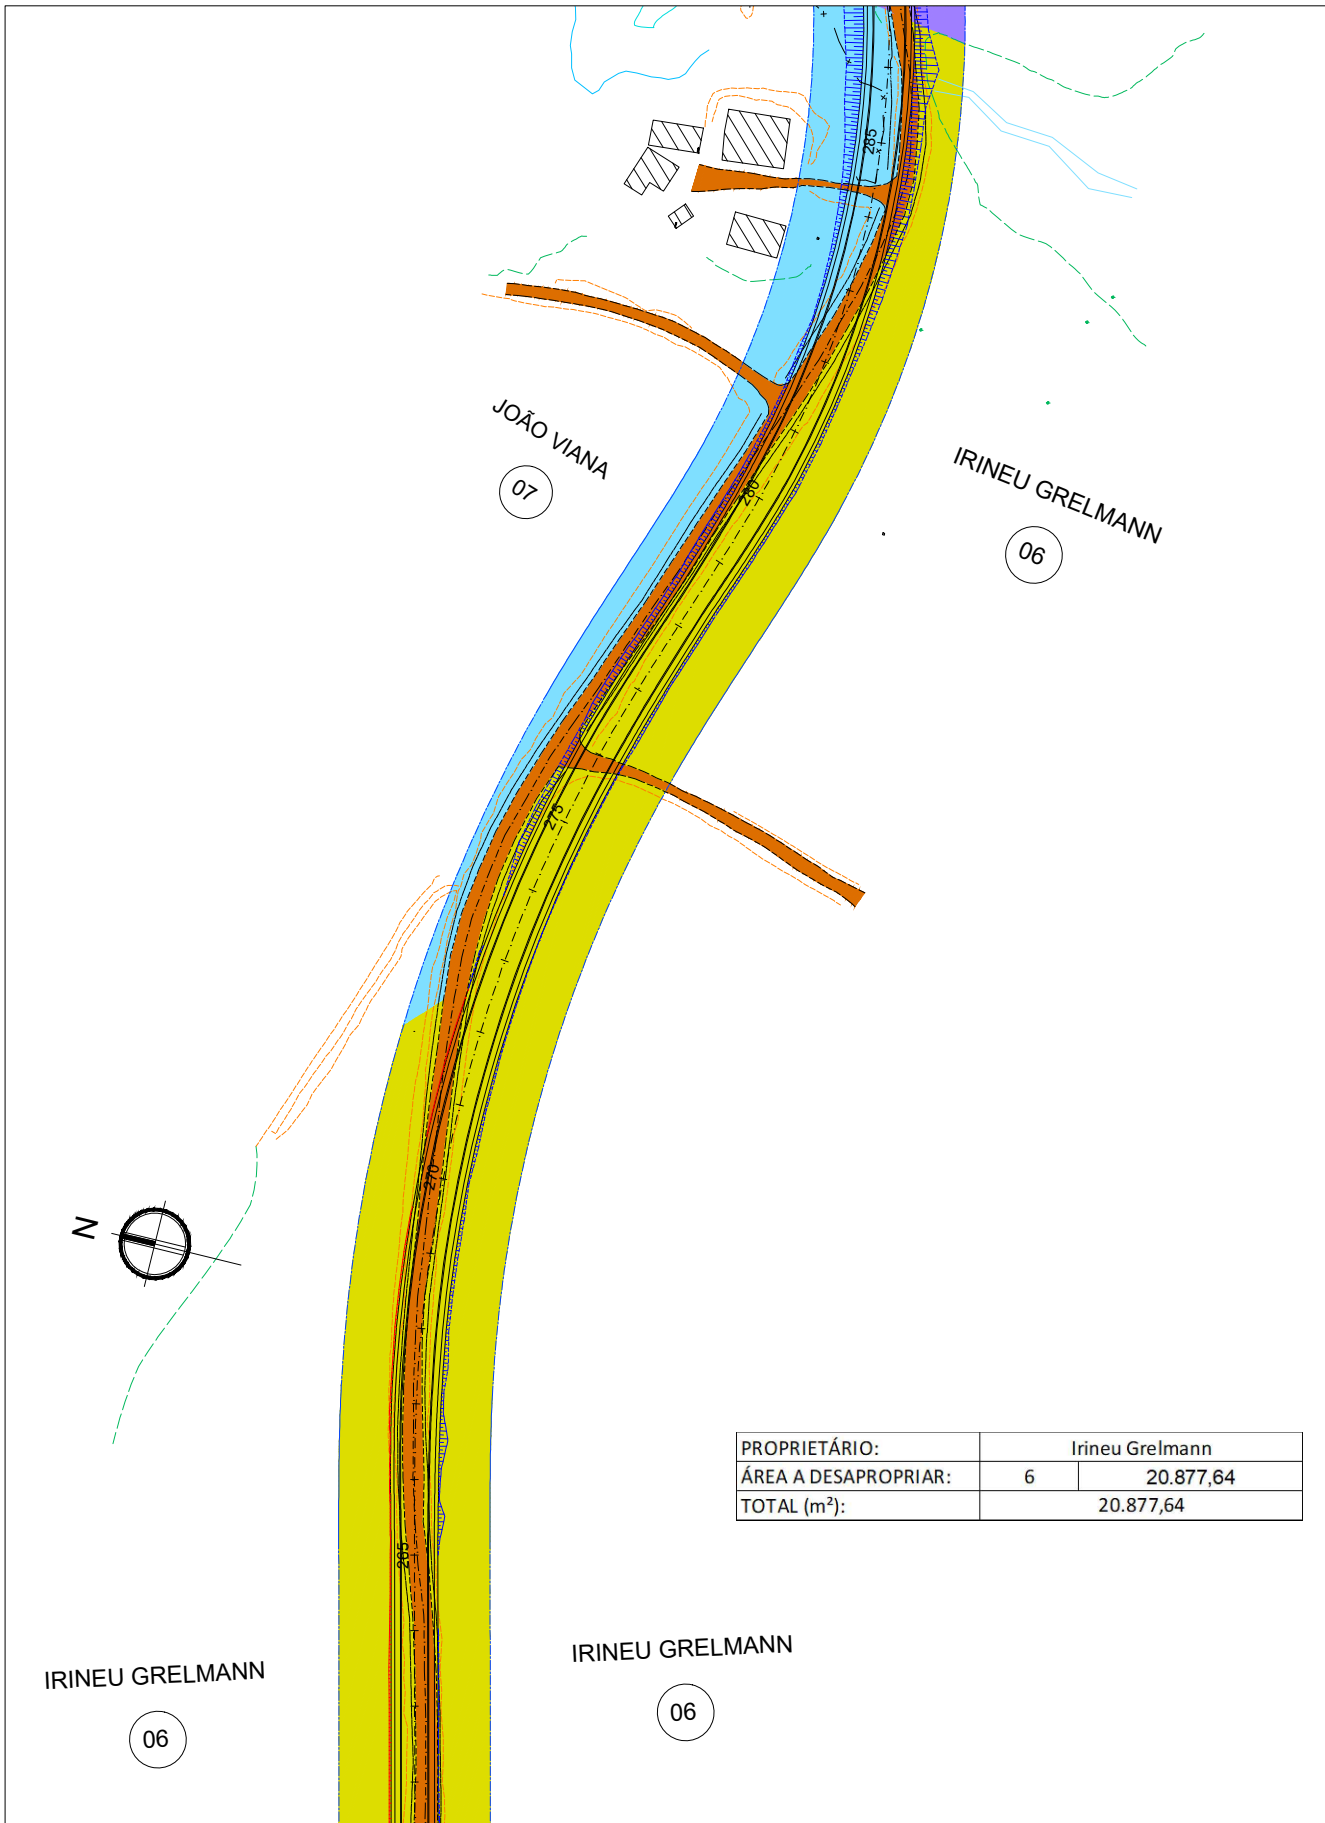 285
JOÃO VIANA
07
280
IRINEU GRELMANN
06
275
270
N
PROPRIETÁRIO: Irineu Grelmann
ÁREA A DESAPROPRIAR: 6 20.877,64
TOTAL (m²): 20.877,64
265
IRINEU GRELMANN
06
IRINEU GRELMANN
06